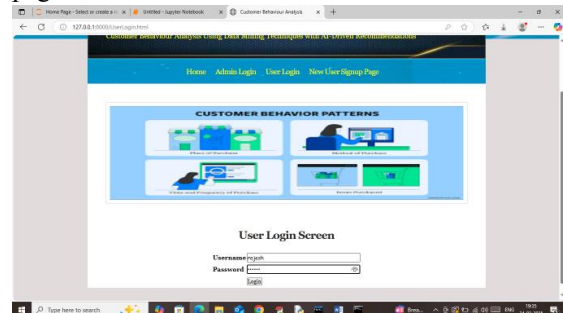 pag
Home Page - Select or create a n
Untitled - Jupyter Notebook
Customer Behaviour Analysis
127.0.0.1:8000/UserLogin.html
Customer Behaviour Analysis Using Data Mining Techniques with AI-Driven Recommendations
Home Admin Login User Login New User Signup Page
CUSTOMER BEHAVIOR PATTERNS
Place of Purchase Method of Purchase
Time and Frequency of Purchase Items Purchased
User Login Screen
Username rajesh
Password ······
Login
Type here to search
ENG
19:25